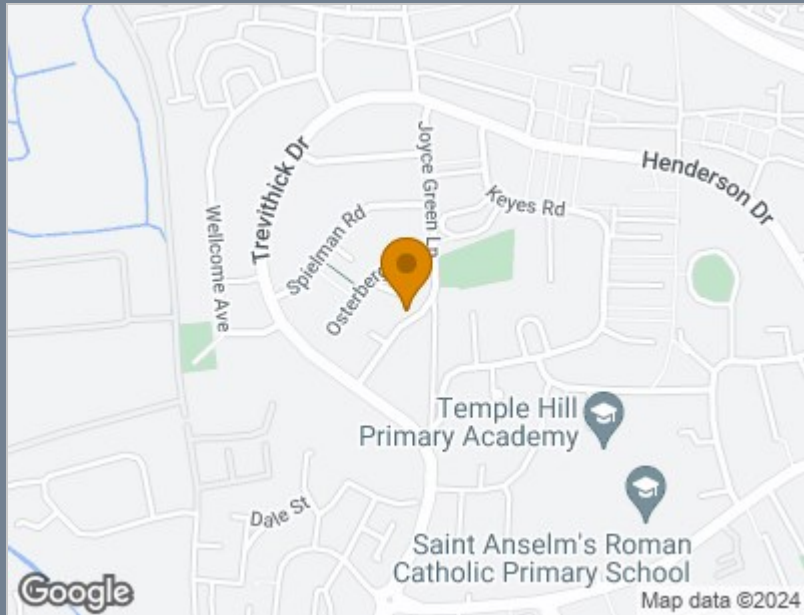 Joyce Green Ln
Trevithick Dr
Henderson Dr
Keyes Rd
Wellcome Ave
Spielman Rd
Osterberg
Temple Hill
Primary Academy
Dale St
Saint Anselm's Roman
Catholic Primary School
Google
Map data ©2024